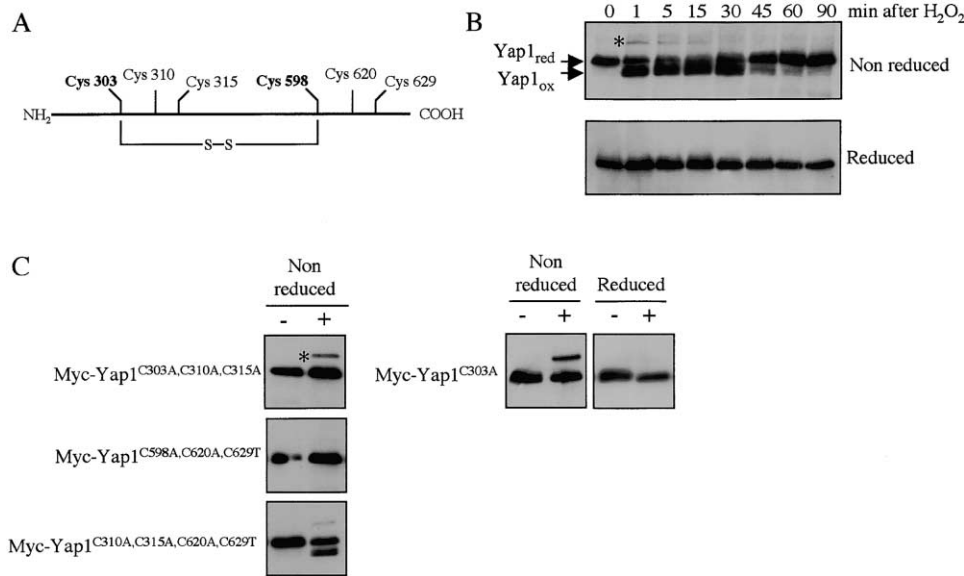 A
Cys 303 Cys 310 Cys 315 Cys 598 Cys 620 Cys 629
NH2 COOH
S–S
B
0 1 5 15 30 45 60 90 min after H2O2
*
Yap1red
Yap1ox
Non reduced
Reduced
C
Non reduced
- +
*
Myc-Yap1C303A,C310A,C315A
Myc-Yap1C598A,C620A,C629T
Myc-Yap1C310A,C315A,C620A,C629T
Non reduced Reduced
- + - +
Myc-Yap1C303A